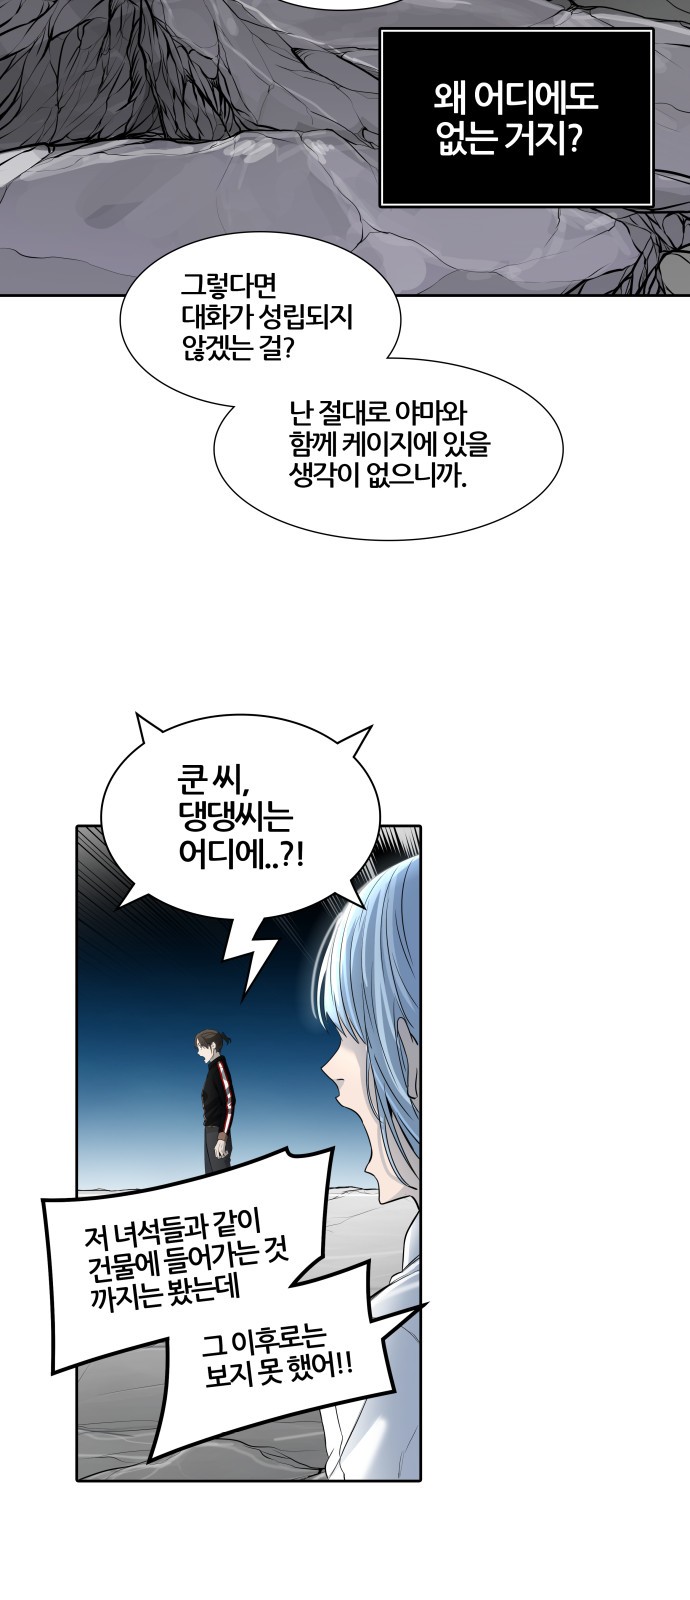 왜 어디에도
없는 거지?
그렇다면
대화가 성립되지
않겠는 걸?
난 절대로 야마와
함께 케이지에 있을
생각이 없으니까.
쿤 씨,
댕댕씨는
어디에..?!
저 녀석들과 같이
건물에 들어가는 것
까지는 봤는데
그 이후로는
보지 못 했어!!